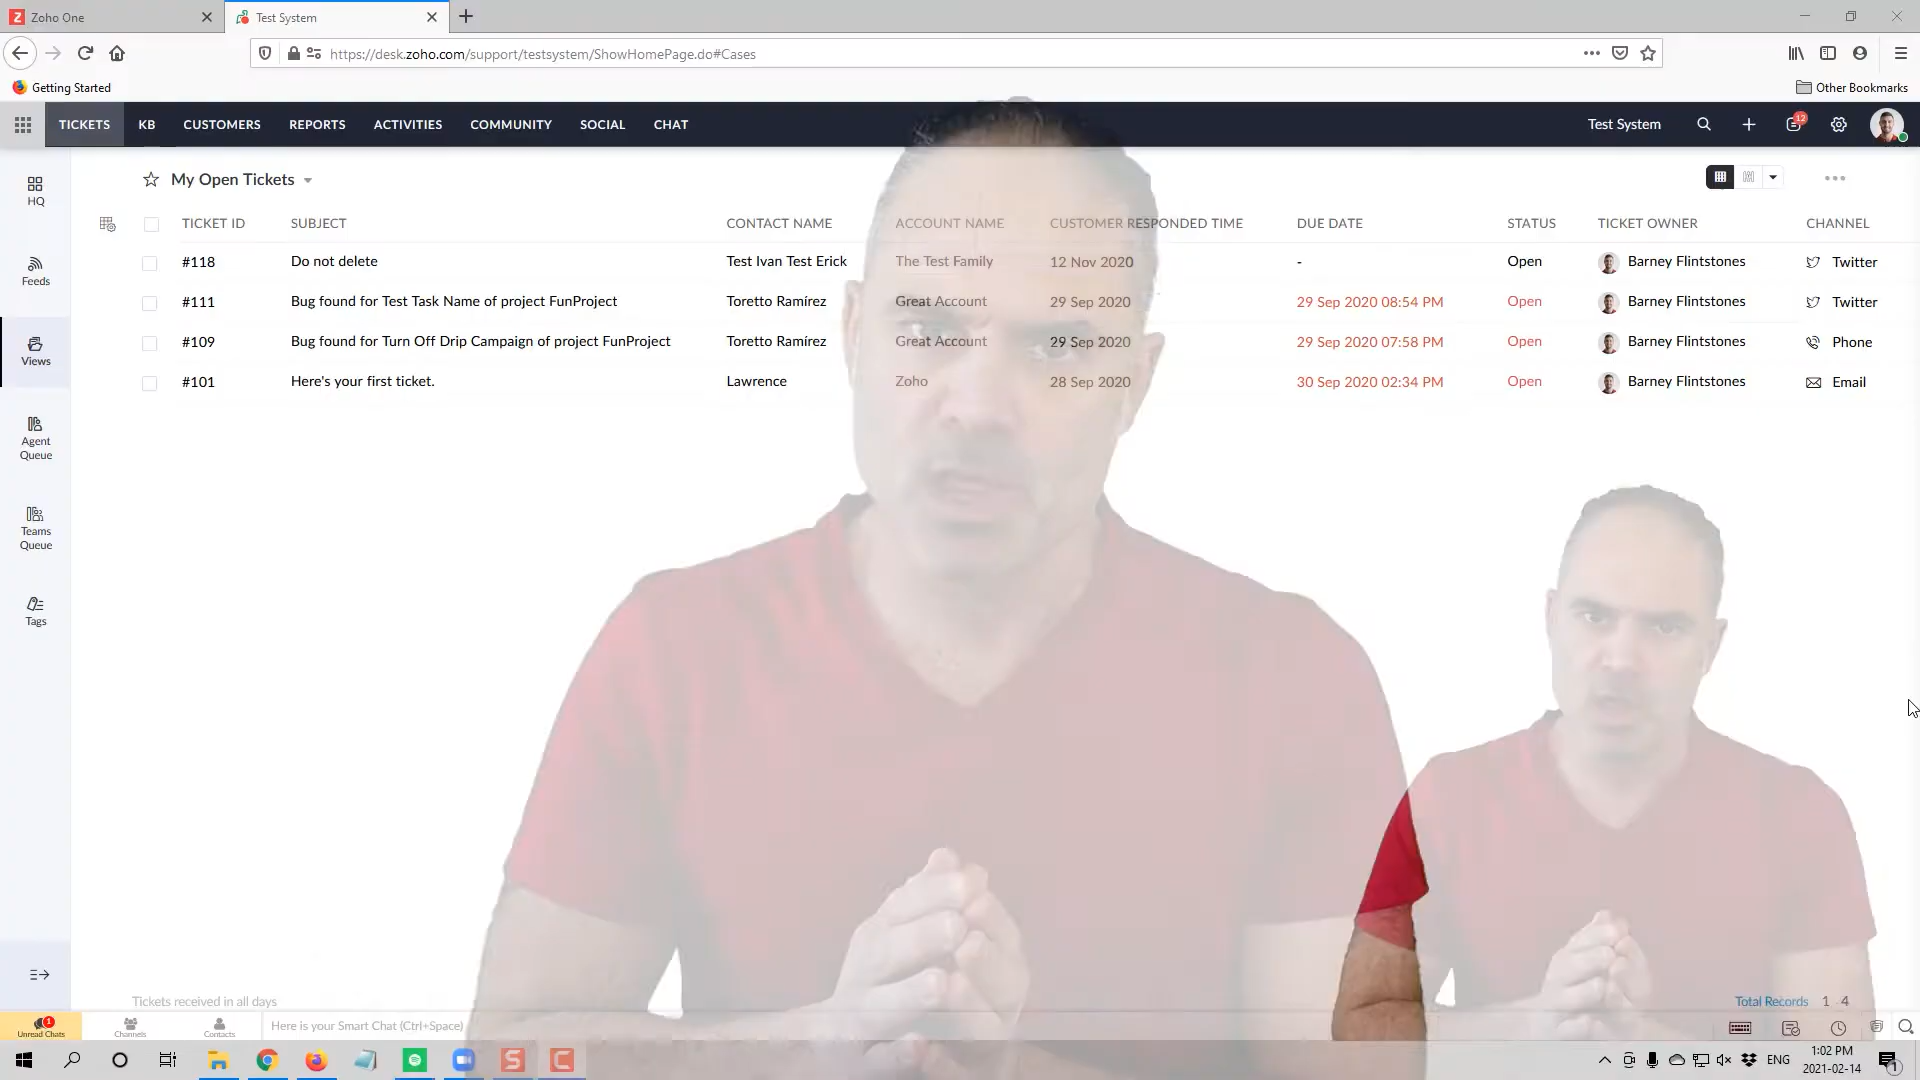 Zoho One
Test System
https://desk.zoho.com/support/testsystem/ShowHomePage.do#Cases
Getting Started
Other Bookmarks
TICKETS KB CUSTOMERS REPORTS ACTIVITIES COMMUNITY SOCIAL CHAT
Test System
12
My Open Tickets
TICKET ID SUBJECT CONTACT NAME ACCOUNT NAME CUSTOMER RESPONDED TIME DUE DATE STATUS TICKET OWNER CHANNEL
#118 Do not delete Test Ivan Test Erick The Test Family 12 Nov 2020 - Open Barney Flintstones Twitter
#111 Bug found for Test Task Name of project FunProject Toretto Ramírez Great Account 29 Sep 2020 29 Sep 2020 08:54 PM Open Barney Flintstones Twitter
#109 Bug found for Turn Off Drip Campaign of project FunProject Toretto Ramírez Great Account 29 Sep 2020 29 Sep 2020 07:58 PM Open Barney Flintstones Phone
#101 Here's your first ticket. Lawrence Zoho 28 Sep 2020 30 Sep 2020 02:34 PM Open Barney Flintstones Email
HQ
Feeds
Views
Agent
Queue
Teams
Queue
Tags
Tickets received in all days
Total Records 1 4
1
Unread Chats
Channels
Contacts
Here is your Smart Chat (Ctrl+Space)
ENG
1:02 PM
2021-02-14
1